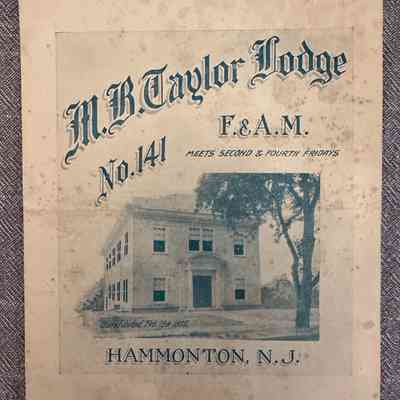 M.B. Taylor Lodge
No. 141
F. & A. M.
MEETS SECOND & FOURTH FRIDAYS
HAMMONTON, N. J.